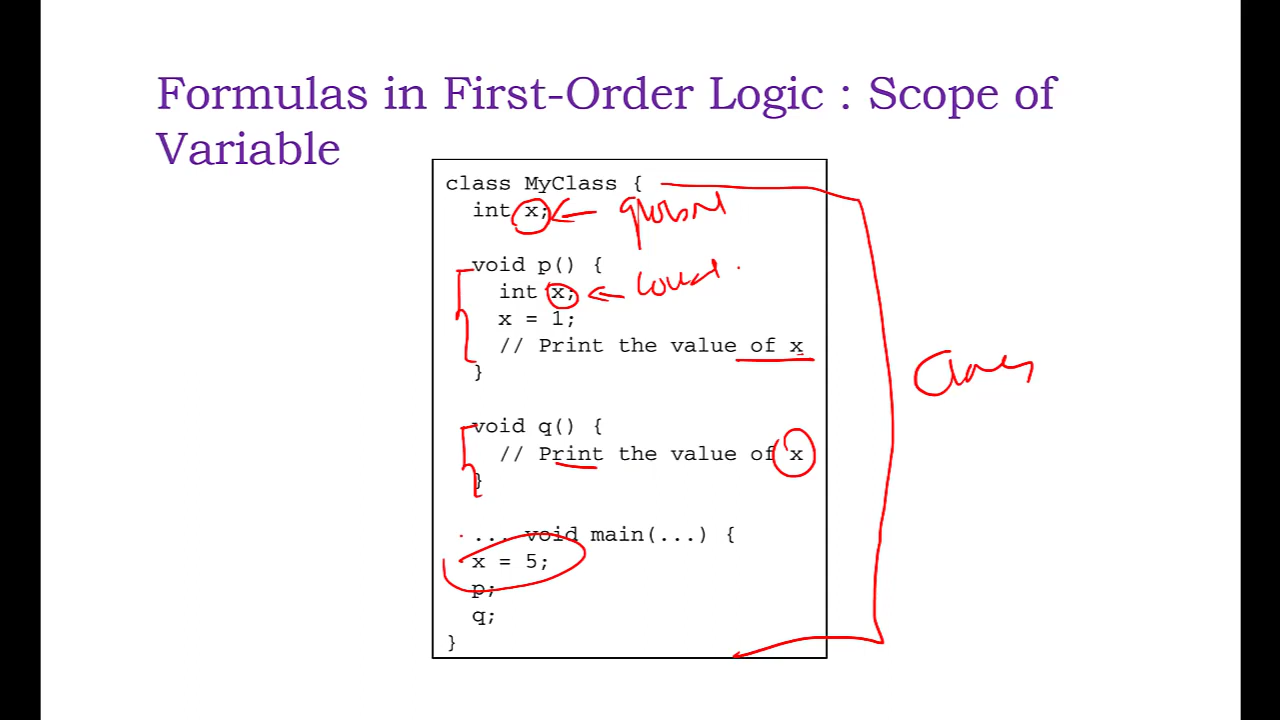 Formulas in First-Order Logic : Scope of
Variable
class MyClass {
int x;
global
void p() {
int x;
local
x = 1;
// Print the value of x
}
void q() {
// Print the value of x
}
... void main(...) {
x = 5;
p;
q;
}